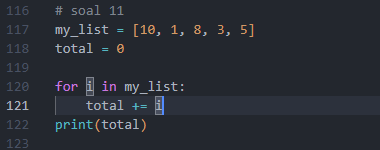 116 # soal 11
117 my_list = [10, 1, 8, 3, 5]
118 total = 0
119
120 for i in my_list:
121     total += i
122 print(total)
123